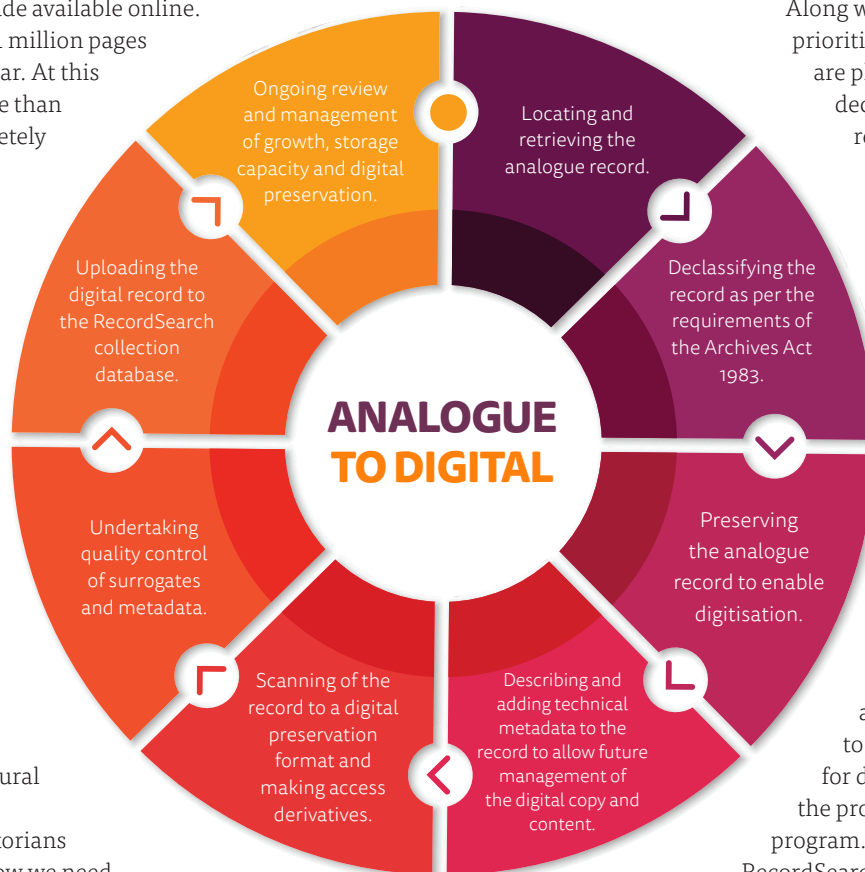 ade available online.
million pages
ar. At this
e than
etely
Along w
prioriti
are pl
dec
re
ANALOGUE
TO DIGITAL
Locating and
retrieving the
analogue record.
Declassifying the
record as per the
requirements of
the Archives Act
1983.
Preserving
the analogue
record to enable
digitisation.
Describing and
adding technical
metadata to the
record to allow future
management of
the digital copy and
content.
Scanning of the
record to a digital
preservation
format and
making access
derivatives.
Undertaking
quality control
of surrogates
and metadata.
Uploading the
digital record to
the RecordSearch
collection
database.
Ongoing review
and management
of growth, storage
capacity and digital
preservation.
ural
torians
ow we need
a
to
for d
the pro
program.
RecordSearch